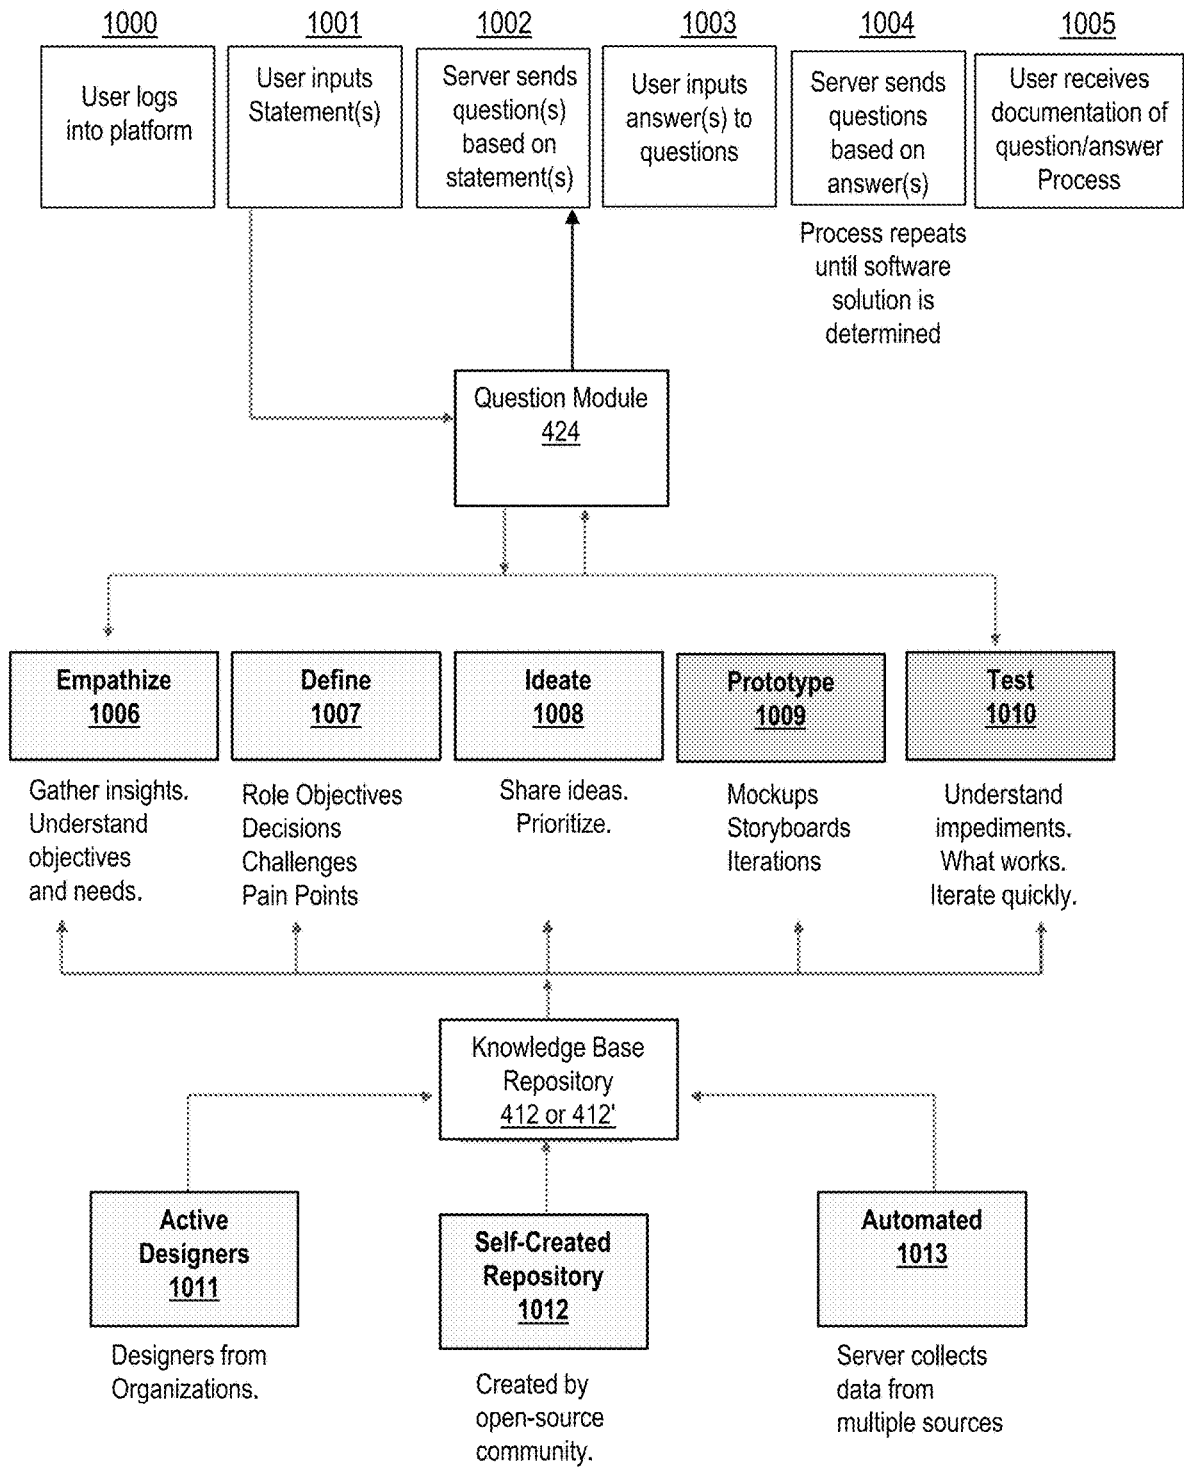 1000
1001
1002
1003
1004
1005
User logs
into platform
User inputs
Statement(s)
Server sends
question(s)
based on
statement(s)
User inputs
answer(s) to
questions
Server sends
questions
based on
answer(s)
User receives
documentation of
question/answer
Process
Process repeats
until software
solution is
determined
Question Module
424
Empathize
1006
Define
1007
Ideate
1008
Prototype
1009
Test
1010
Gather insights.
Understand
objectives
and needs.
Role Objectives
Decisions
Challenges
Pain Points
Share ideas.
Prioritize.
Mockups
Storyboards
Iterations
Understand
impediments.
What works.
Iterate quickly.
Knowledge Base
Repository
412 or 412'
Active
Designers
1011
Self-Created
Repository
1012
Automated
1013
Designers from
Organizations.
Created by
open-source
community.
Server collects
data from
multiple sources